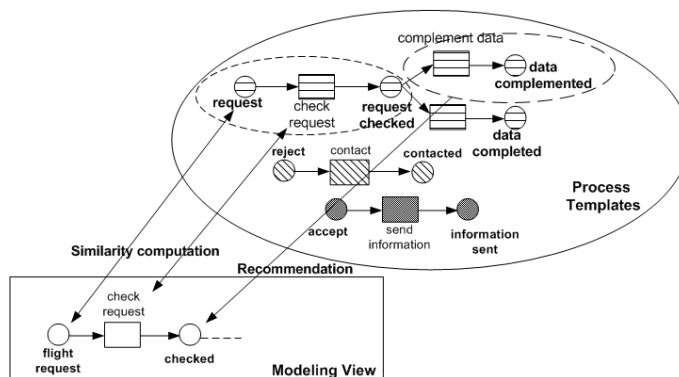 complement data
data
complemented
request
check
request
request
checked
data
completed
reject
contact
contacted
Process
Templates
accept
send
information
information
sent
Similarity computation
Recommendation
check
request
flight
request
checked
Modeling View